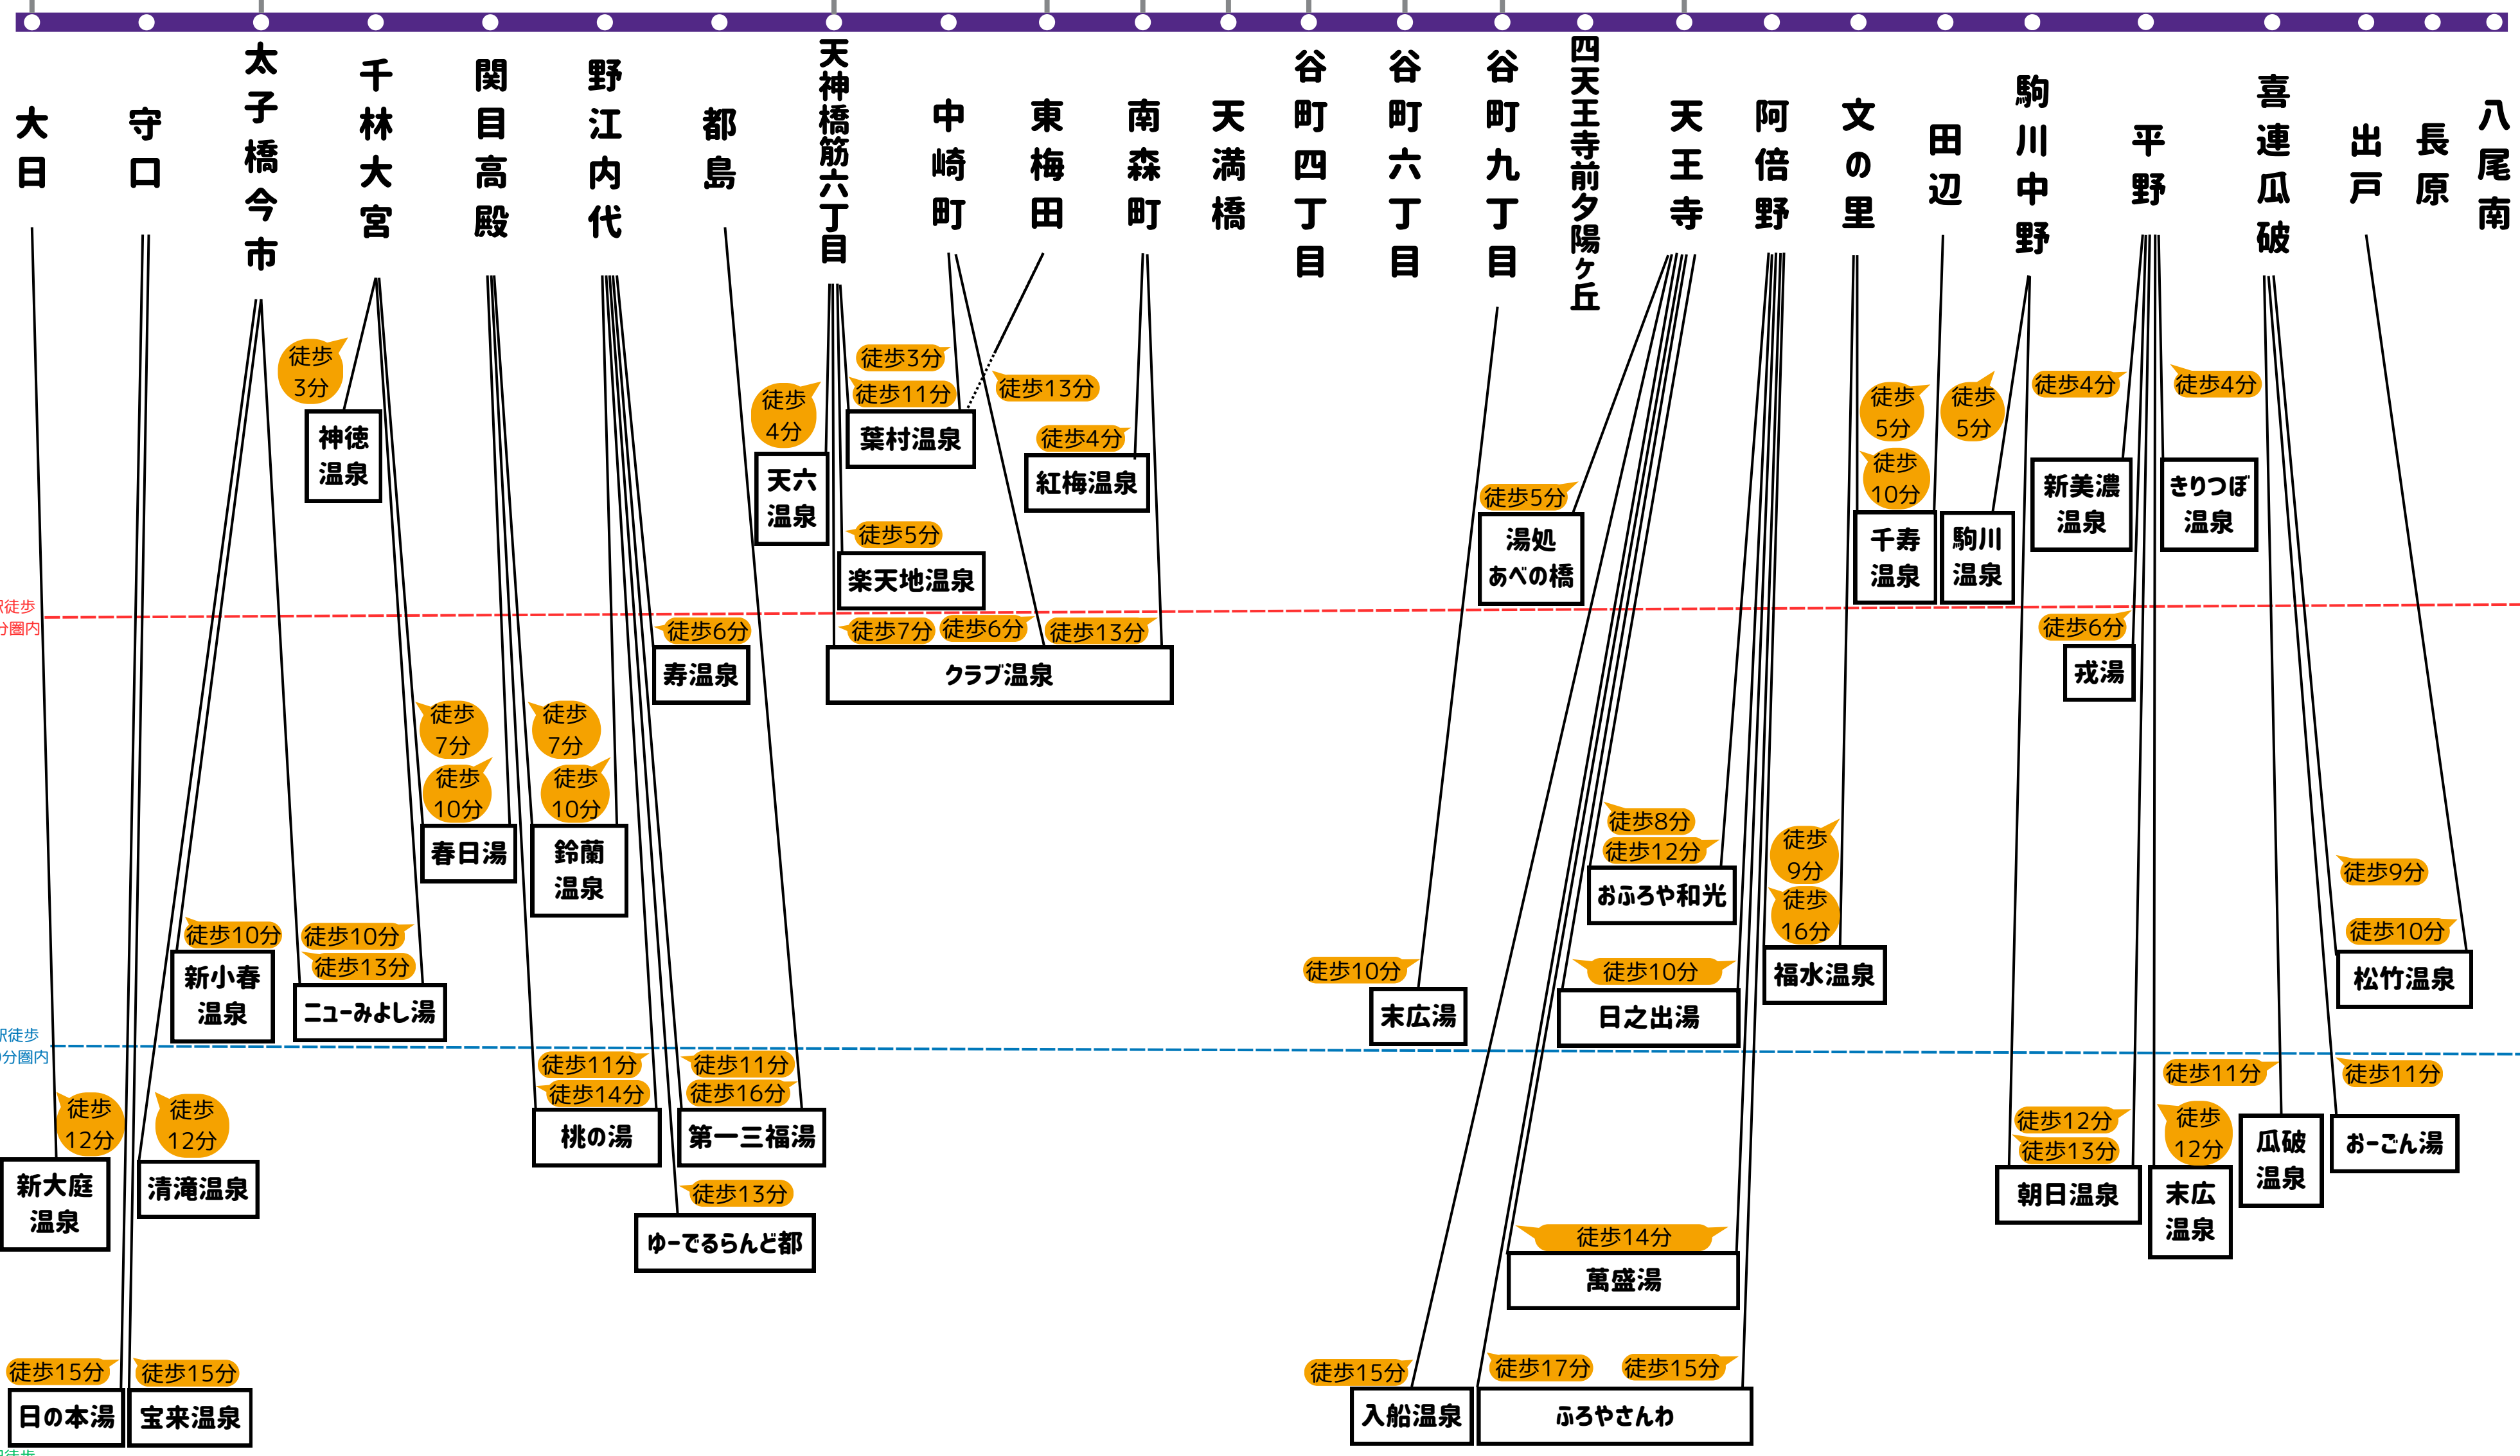 大日
守口
太子橋今市
千林大宮
関目高殿
野江内代
都島
天神橋筋六丁目
中崎町
東梅田
南森町
天満橋
谷町四丁目
谷町六丁目
谷町九丁目
四天王寺前夕陽ヶ丘
天王寺
阿倍野
文の里
田辺
駒川中野
平野
喜連瓜破
出戸
長原
八尾南
徒歩
3分
神徳
温泉
徒歩
4分
天六
温泉
徒歩3分
徒歩11分
葉村温泉
徒歩13分
徒歩4分
紅梅温泉
徒歩5分
楽天地温泉
徒歩5分
湯処
あべの橋
徒歩
5分
徒歩
10分
千寿
温泉
徒歩
5分
駒川
温泉
徒歩4分
新美濃
温泉
徒歩4分
きりつぼ
温泉
駅徒歩
分圏内
徒歩6分
寿温泉
徒歩7分
徒歩6分
徒歩13分
クラブ温泉
徒歩6分
戎湯
徒歩
7分
徒歩
10分
春日湯
徒歩
7分
徒歩
10分
鈴蘭
温泉
徒歩8分
徒歩12分
おふろや和光
徒歩
9分
徒歩
16分
福水温泉
徒歩9分
徒歩10分
松竹温泉
徒歩10分
新小春
温泉
徒歩10分
徒歩13分
ニューみよし湯
徒歩10分
末広湯
徒歩10分
日之出湯
駅徒歩
分圏内
徒歩
12分
新大庭
温泉
徒歩
12分
清滝温泉
徒歩11分
徒歩14分
桃の湯
徒歩11分
徒歩16分
第一三福湯
徒歩13分
ゆーでるらんど都
徒歩12分
徒歩13分
朝日温泉
徒歩
12分
末広
温泉
徒歩11分
瓜破
温泉
徒歩11分
おーごん湯
徒歩14分
萬盛湯
徒歩15分
日の本湯
徒歩15分
宝来温泉
徒歩15分
入船温泉
徒歩17分
徒歩15分
ふろやさんわ